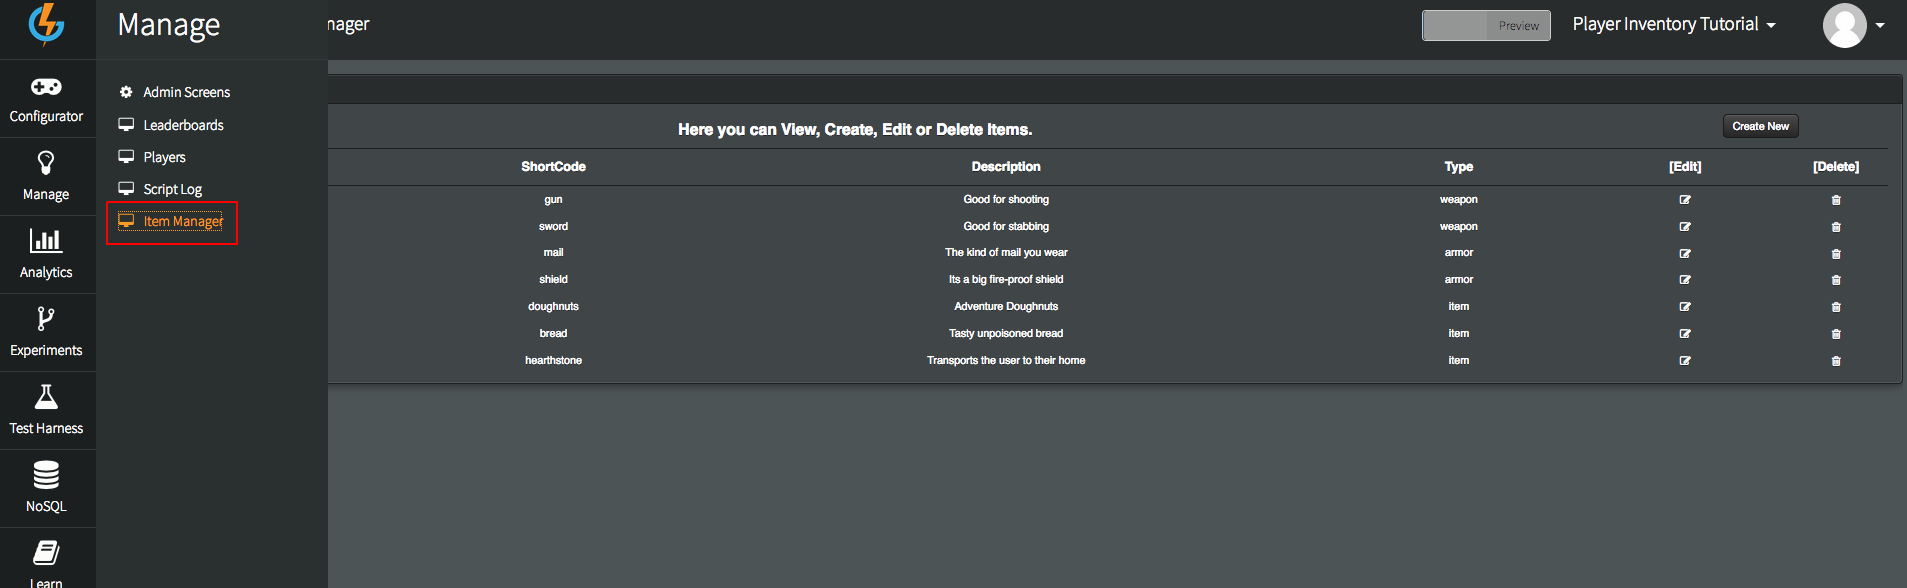 Manage
nager
Preview
Player Inventory Tutorial
Configurator
Manage
Analytics
Experiments
Test Harness
NoSQL
Learn
Admin Screens
Leaderboards
Players
Script Log
Item Manager
Here you can View, Create, Edit or Delete Items.
Create New
ShortCode Description Type [Edit] [Delete]
gun Good for shooting weapon
sword Good for stabbing weapon
mail The kind of mail you wear armor
shield Its a big fire-proof shield armor
doughnuts Adventure Doughnuts item
bread Tasty unpoisoned bread item
hearthstone Transports the user to their home item